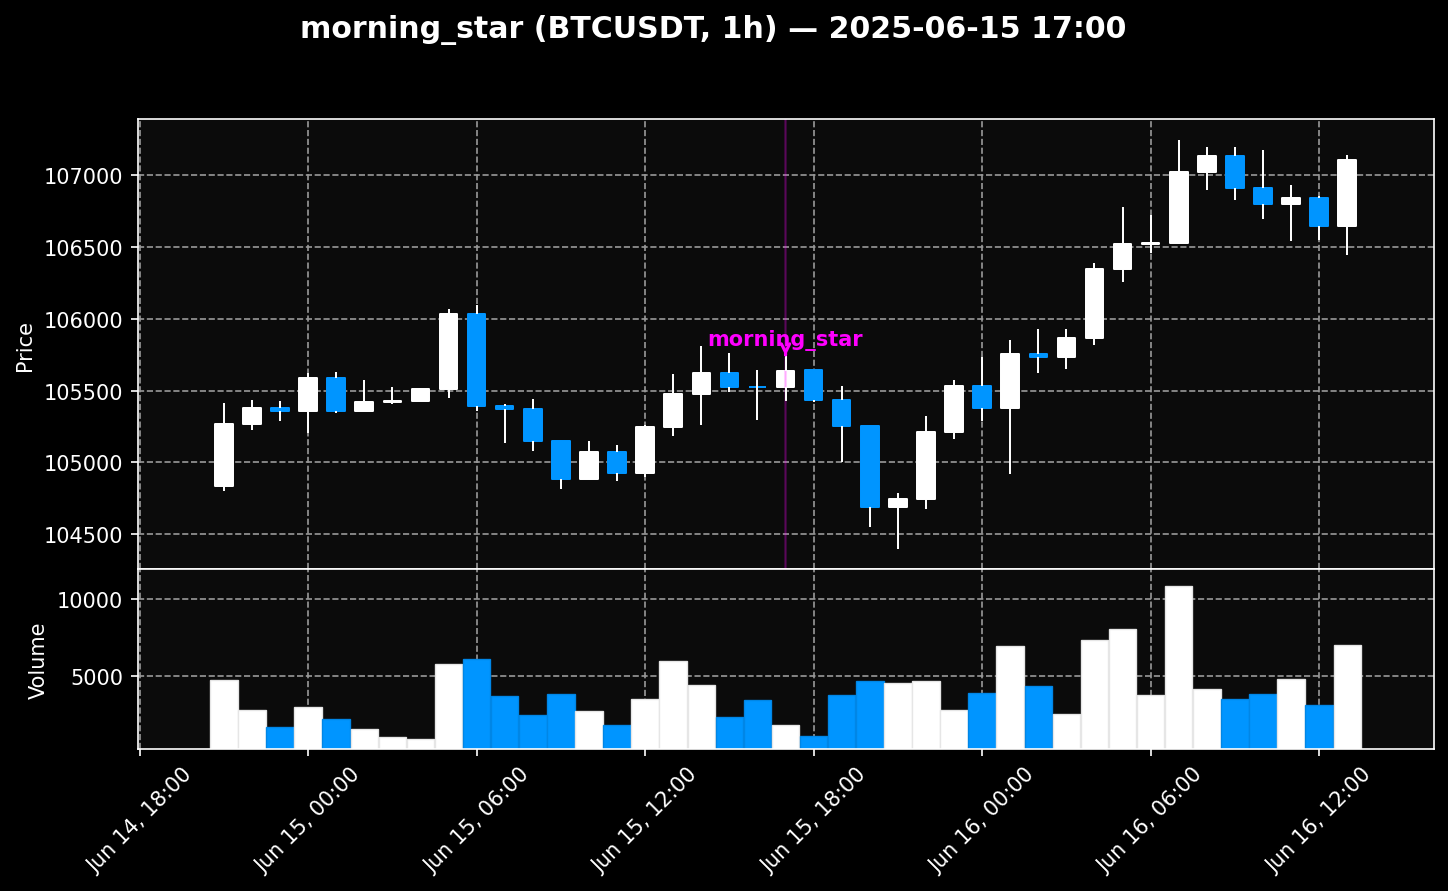 morning_star (BTCUSDT, 1h) — 2025-06-15 17:00
Price
107000
106500
106000
105500
105000
104500
morning_star
Volume
10000
5000
Jun 14, 18:00
Jun 15, 00:00
Jun 15, 06:00
Jun 15, 12:00
Jun 15, 18:00
Jun 16, 00:00
Jun 16, 06:00
Jun 16, 12:00